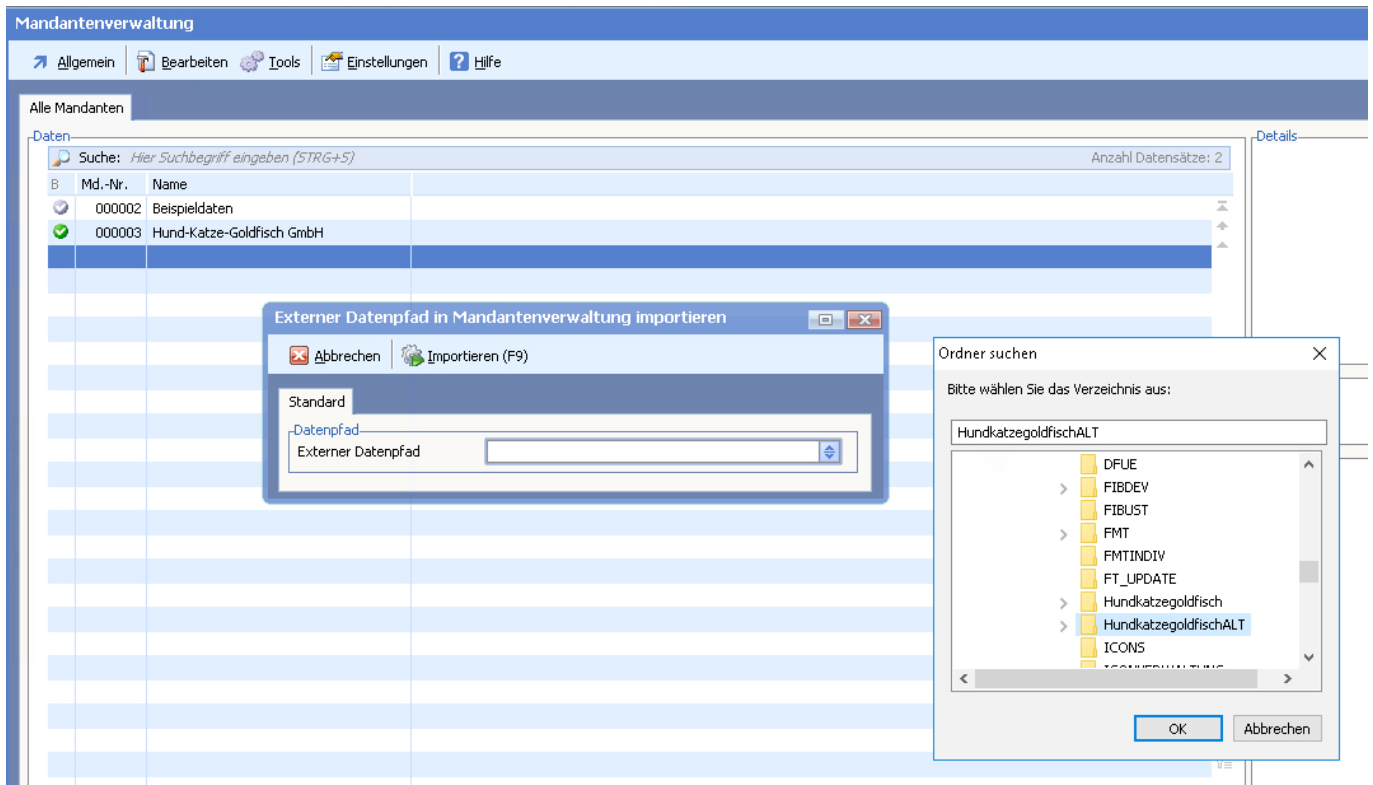 Mandantenverwaltung
Allgemein Bearbeiten Tools Einstellungen Hilfe
Alle Mandanten
Daten
Details
Suche: Hier Suchbegriff eingeben (STRG+S) Anzahl Datensätze: 2
B Md.-Nr. Name
000002 Beispieldaten
000003 Hund-Katze-Goldfisch GmbH
Externer Datenpfad in Mandantenverwaltung importieren
Abbrechen Importieren (F9)
Standard
Datenpfad
Externer Datenpfad
Ordner suchen
Bitte wählen Sie das Verzeichnis aus:
HundkatzegoldfischALT
DFUE
FIBDEV
FIBUST
FMT
FMTINDIV
FT_UPDATE
Hundkatzegoldfisch
HundkatzegoldfischALT
ICONS
OK Abbrechen